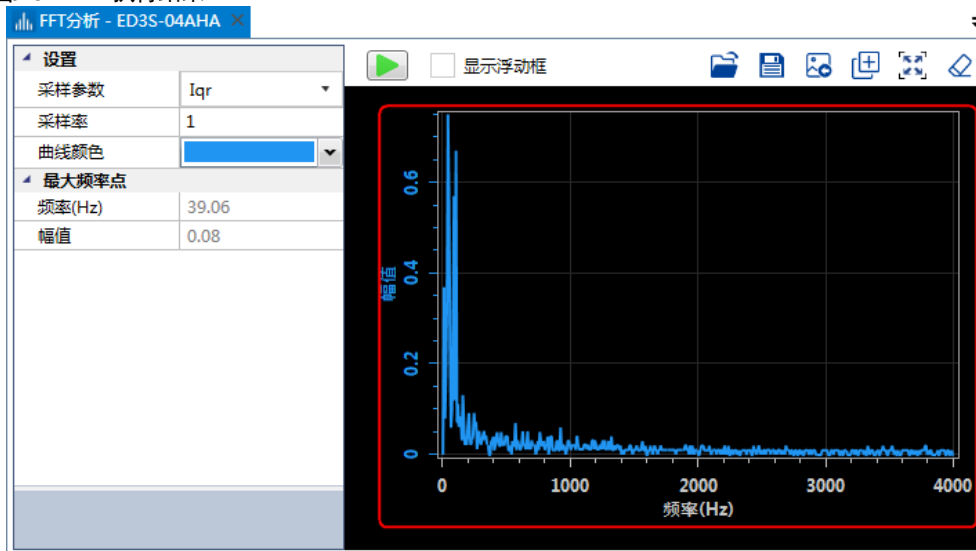 FFT分析 - ED3S-04AHA
设置
采样参数 Iqr
采样率 1
曲线颜色
最大频率点
频率(Hz) 39.06
幅值 0.08
显示浮动框
幅值
0.6
0.4
0.2
0
0 1000 2000 3000 4000
频率(Hz)